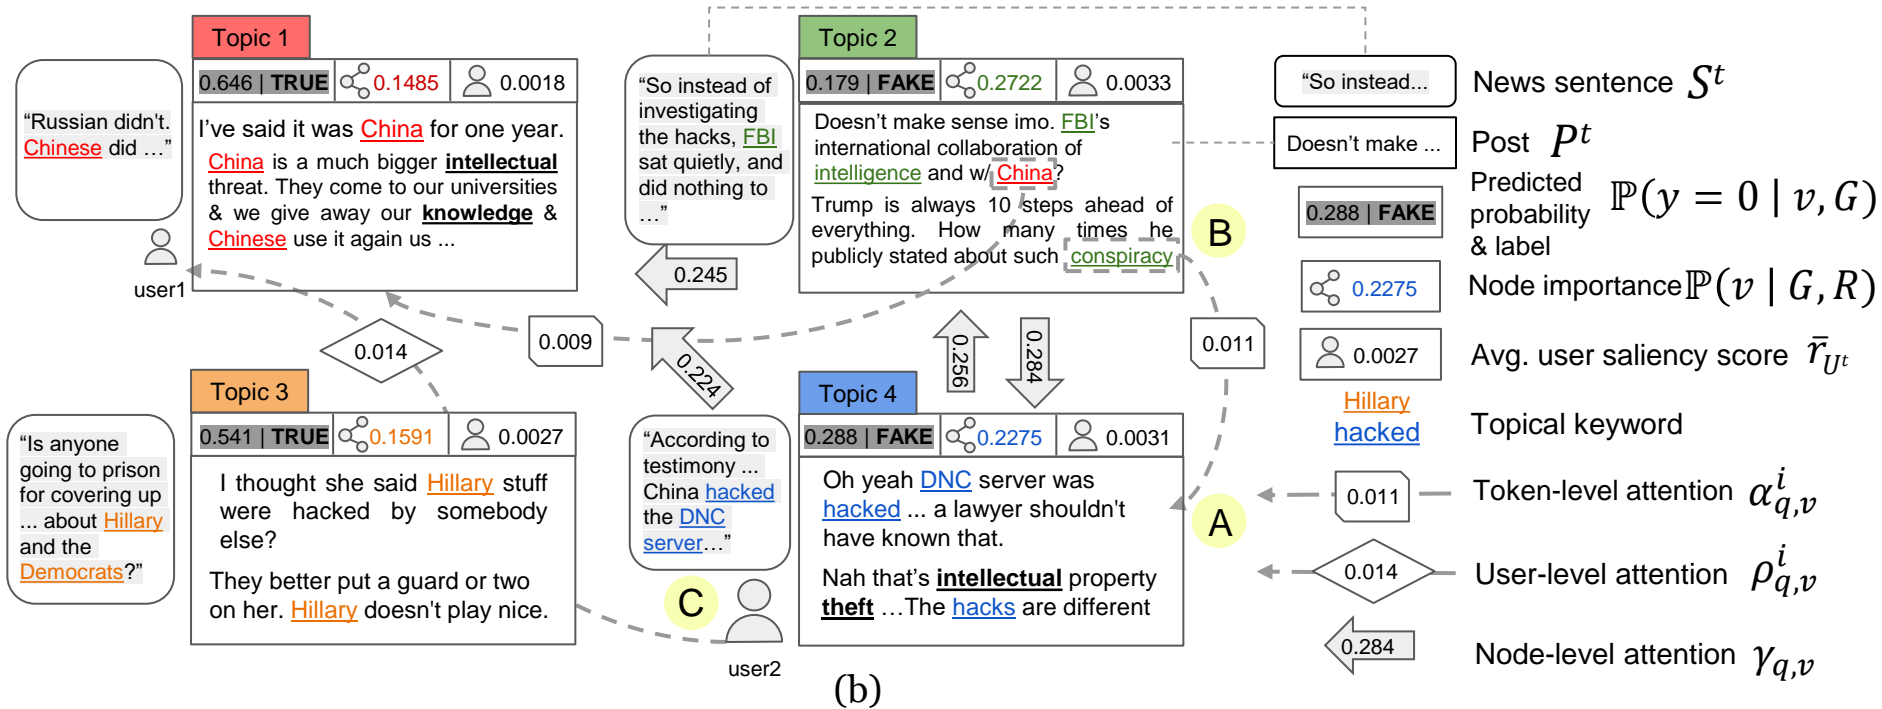 Topic 1
0.646 | TRUE
0.1485
0.0018
"Russian didn't.
Chinese did …"
I've said it was China for one year.
China is a much bigger intellectual
threat. They come to our universities
& we give away our knowledge &
Chinese use it again us ...
user1
"So instead of
investigating
the hacks, FBI
sat quietly, and
did nothing to
…"
Topic 2
0.179 | FAKE
0.2722
0.0033
Doesn't make sense imo. FBI's
international collaboration of
intelligence and w/ China?
Trump is always 10 steps ahead of
everything. How many times he
publicly stated about such conspiracy
B
0.245
0.009
0.014
0.224
0.256
0.284
0.011
Topic 3
0.541 | TRUE
0.1591
0.0027
"Is anyone
going to prison
for covering up
... about Hillary
and the
Democrats?"
I thought she said Hillary stuff
were hacked by somebody
else?
They better put a guard or two
on her. Hillary doesn't play nice.
"According to
testimony ...
China hacked
the DNC
server…"
C
user2
Topic 4
0.288 | FAKE
0.2275
0.0031
Oh yeah DNC server was
hacked ... a lawyer shouldn't
have known that.
Nah that's intellectual property
theft …The hacks are different
A
"So instead...
News sentence S^t
Doesn't make ...
Post P^t
0.288 | FAKE
Predicted
probability
& label
ℙ(y = 0 | v, G)
0.2275
Node importance ℙ(v | G, R)
0.0027
Avg. user saliency score r̄_{U^t}
Hillary
hacked
Topical keyword
0.011
Token-level attention α^i_{q,v}
0.014
User-level attention ρ^i_{q,v}
0.284
Node-level attention γ_{q,v}
(b)